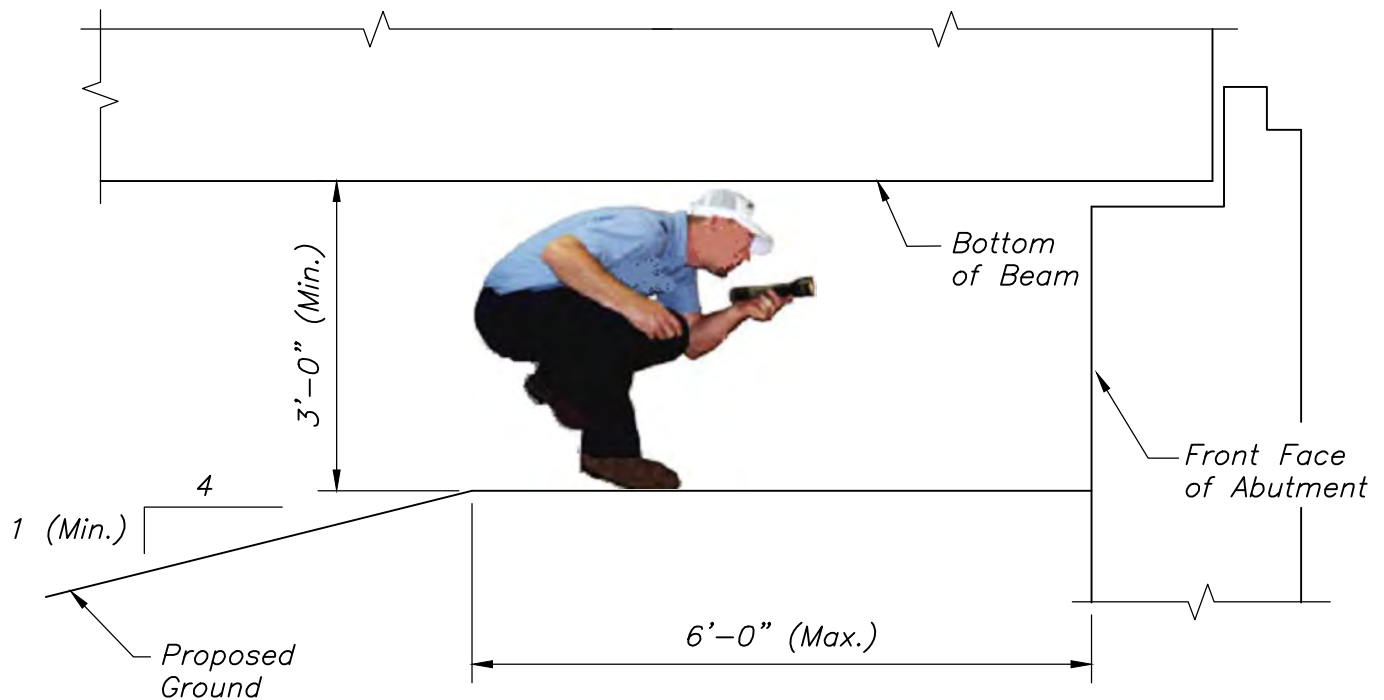 Bottom
of Beam
3'-0" (Min.)
Front Face
of Abutment
4
1 (Min.)
6'-0" (Max.)
Proposed
Ground